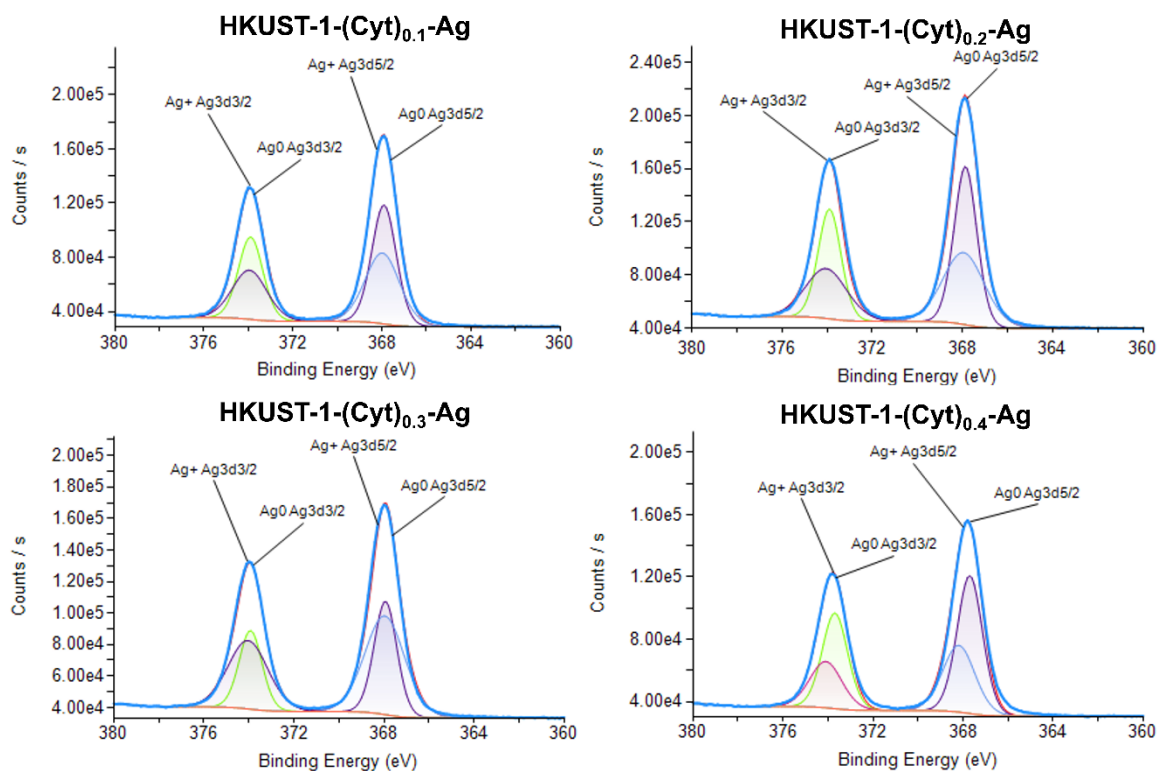 HKUST-1-(Cyt)0.1-Ag
Counts / s
2.00e5
1.60e5
1.20e5
8.00e4
4.00e4
Ag+ Ag3d5/2
Ag+ Ag3d3/2
Ag0 Ag3d5/2
Ag0 Ag3d3/2
380 376 372 368 364 360
Binding Energy (eV)
HKUST-1-(Cyt)0.2-Ag
Counts / s
2.40e5
2.00e5
1.60e5
1.20e5
8.00e4
4.00e4
Ag0 Ag3d5/2
Ag+ Ag3d5/2
Ag+ Ag3d3/2
Ag0 Ag3d3/2
380 376 372 368 364 360
Binding Energy (eV)
HKUST-1-(Cyt)0.3-Ag
Counts / s
2.00e5
1.80e5
1.60e5
1.40e5
1.20e5
1.00e5
8.00e4
6.00e4
4.00e4
Ag+ Ag3d5/2
Ag+ Ag3d3/2
Ag0 Ag3d5/2
Ag0 Ag3d3/2
380 376 372 368 364 360
Binding Energy (eV)
HKUST-1-(Cyt)0.4-Ag
Counts / s
2.00e5
1.60e5
1.20e5
8.00e4
4.00e4
Ag+ Ag3d5/2
Ag+ Ag3d3/2
Ag0 Ag3d5/2
Ag0 Ag3d3/2
380 376 372 368 364 360
Binding Energy (eV)